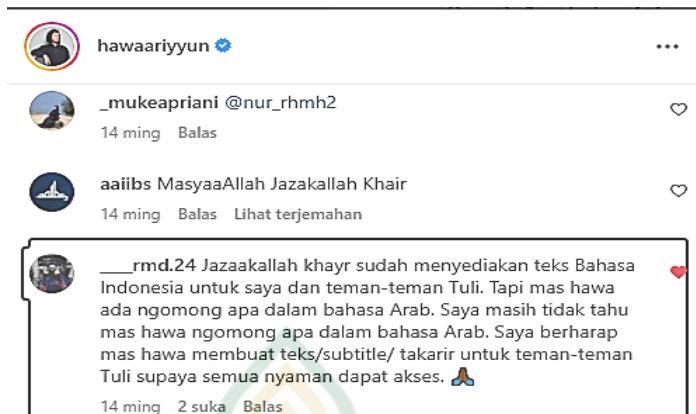 hawaariyyun
_mukeapriani @nur_rhmh2
14 ming Balas
aaiibs MasyaaAllah Jazakallah Khair
14 ming Balas Lihat terjemahan
___rmd.24 Jazaakallah khayr sudah menyediakan teks Bahasa
Indonesia untuk saya dan teman-teman Tuli. Tapi mas hawa
ada ngomong apa dalam bahasa Arab. Saya masih tidak tahu
mas hawa ngomong apa dalam bahasa Arab. Saya berharap
mas hawa membuat teks/subtitle/ takarir untuk teman-teman
Tuli supaya semua nyaman dapat akses. 🙏🏾
14 ming 2 suka Balas